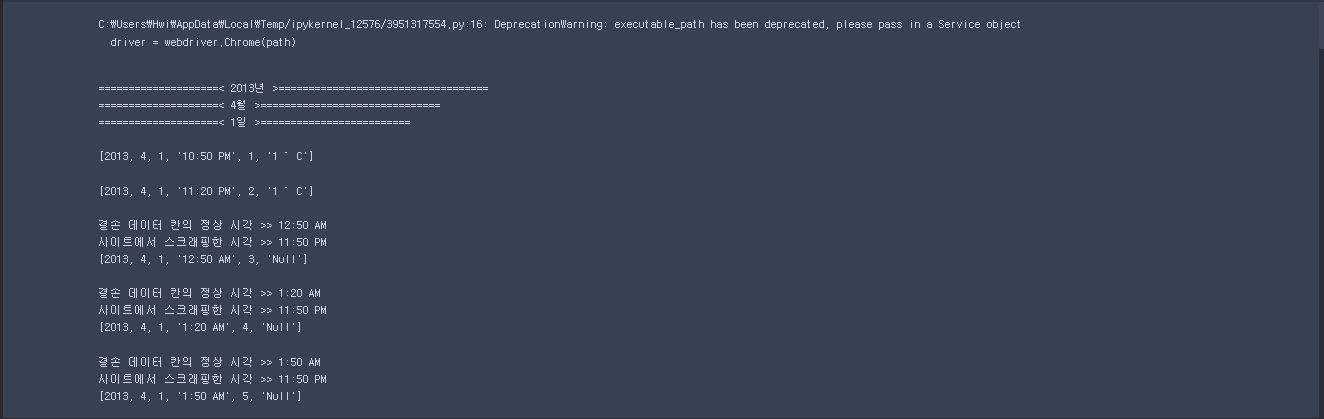 C:\Users\Hwi\AppData\Local\Temp/ipykernel_12576/3951317554.py:16: DeprecationWarning: executable_path has been deprecated, please pass in a Service object
driver = webdriver.Chrome(path)
====================< 2013년 >===================================
====================< 4월 >==============================
====================< 1일 >=========================
[2013, 4, 1, '10:50 PM', 1, '1 ˚ C']
[2013, 4, 1, '11:20 PM', 2, '1 ˚ C']
결손 데이터 칸의 정상 시각 >> 12:50 AM
사이트에서 스크래핑한 시각 >> 11:50 PM
[2013, 4, 1, '12:50 AM', 3, 'Null']
결손 데이터 칸의 정상 시각 >> 1:20 AM
사이트에서 스크래핑한 시각 >> 11:50 PM
[2013, 4, 1, '1:20 AM', 4, 'Null']
결손 데이터 칸의 정상 시각 >> 1:50 AM
사이트에서 스크래핑한 시각 >> 11:50 PM
[2013, 4, 1, '1:50 AM', 5, 'Null']